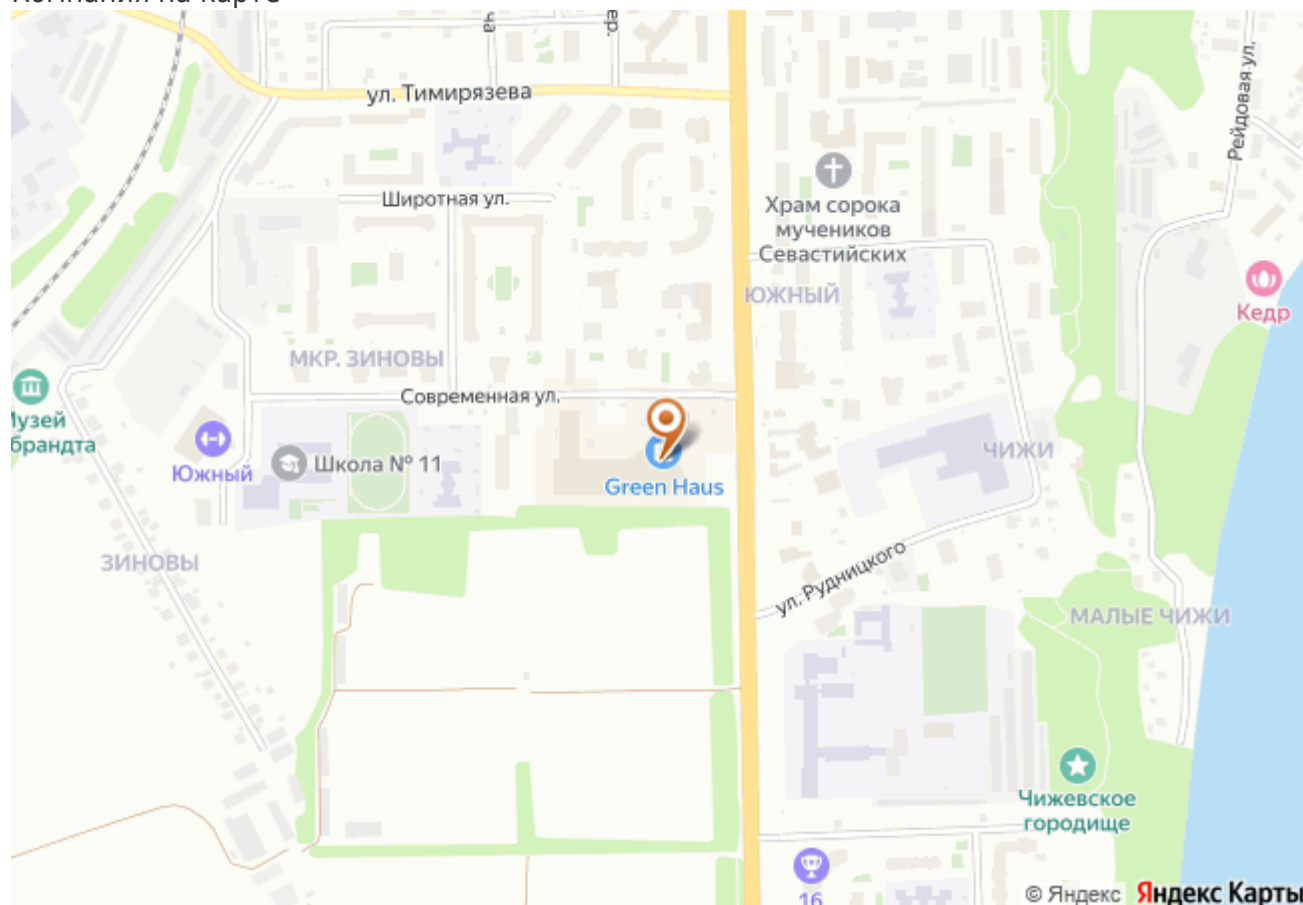 ул. Тимирязева
Рейдовая ул.
Широтная ул.
Храм сорока
мучеников
Севастийских
ЮЖНЫЙ
Кедр
МКР. ЗИНОВЫ
Современная ул.
Южный
Школа № 11
Green Haus
ЧИЖИ
ЗИНОВЫ
ул. Рудницкого
МАЛЫЕ ЧИЖИ
Чижевское
городище
16
© Яндекс Яндекс Карты